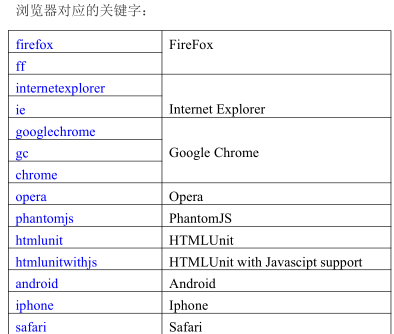 浏览器对应的关键字：
firefox FireFox
ff
internetexplorer
ie Internet Explorer
googlechrome
gc Google Chrome
chrome
opera Opera
phantomjs PhantomJS
htmlunit HTMLUnit
htmlunitwithjs HTMLUnit with Javascipt support
android Android
iphone Iphone
safari Safari